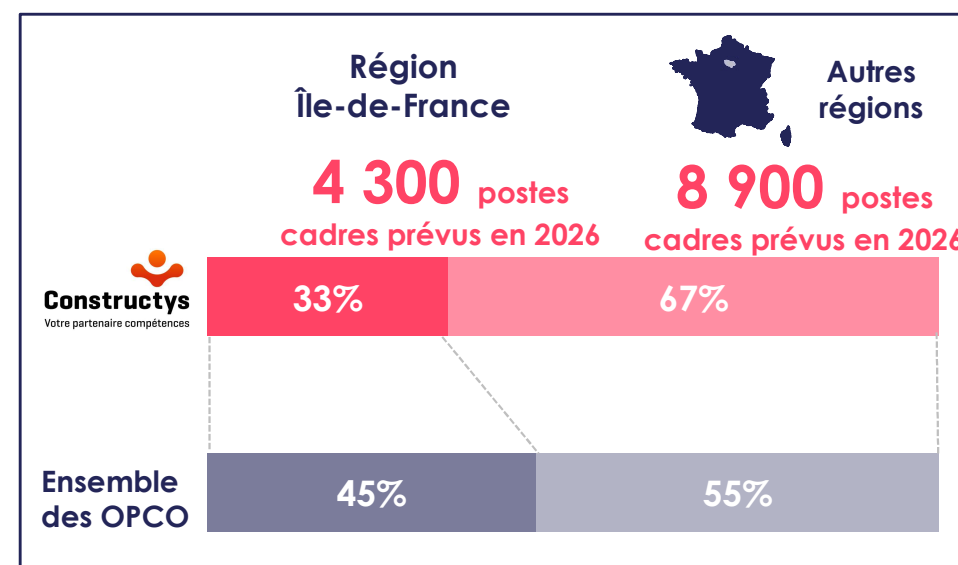 Région
Île-de-France
Autres
régions
4 300 postes
cadres prévus en 2026
8 900 postes
cadres prévus en 2026
Constructys
Votre partenaire compétences
33%
67%
Ensemble
des OPCO
45%
55%